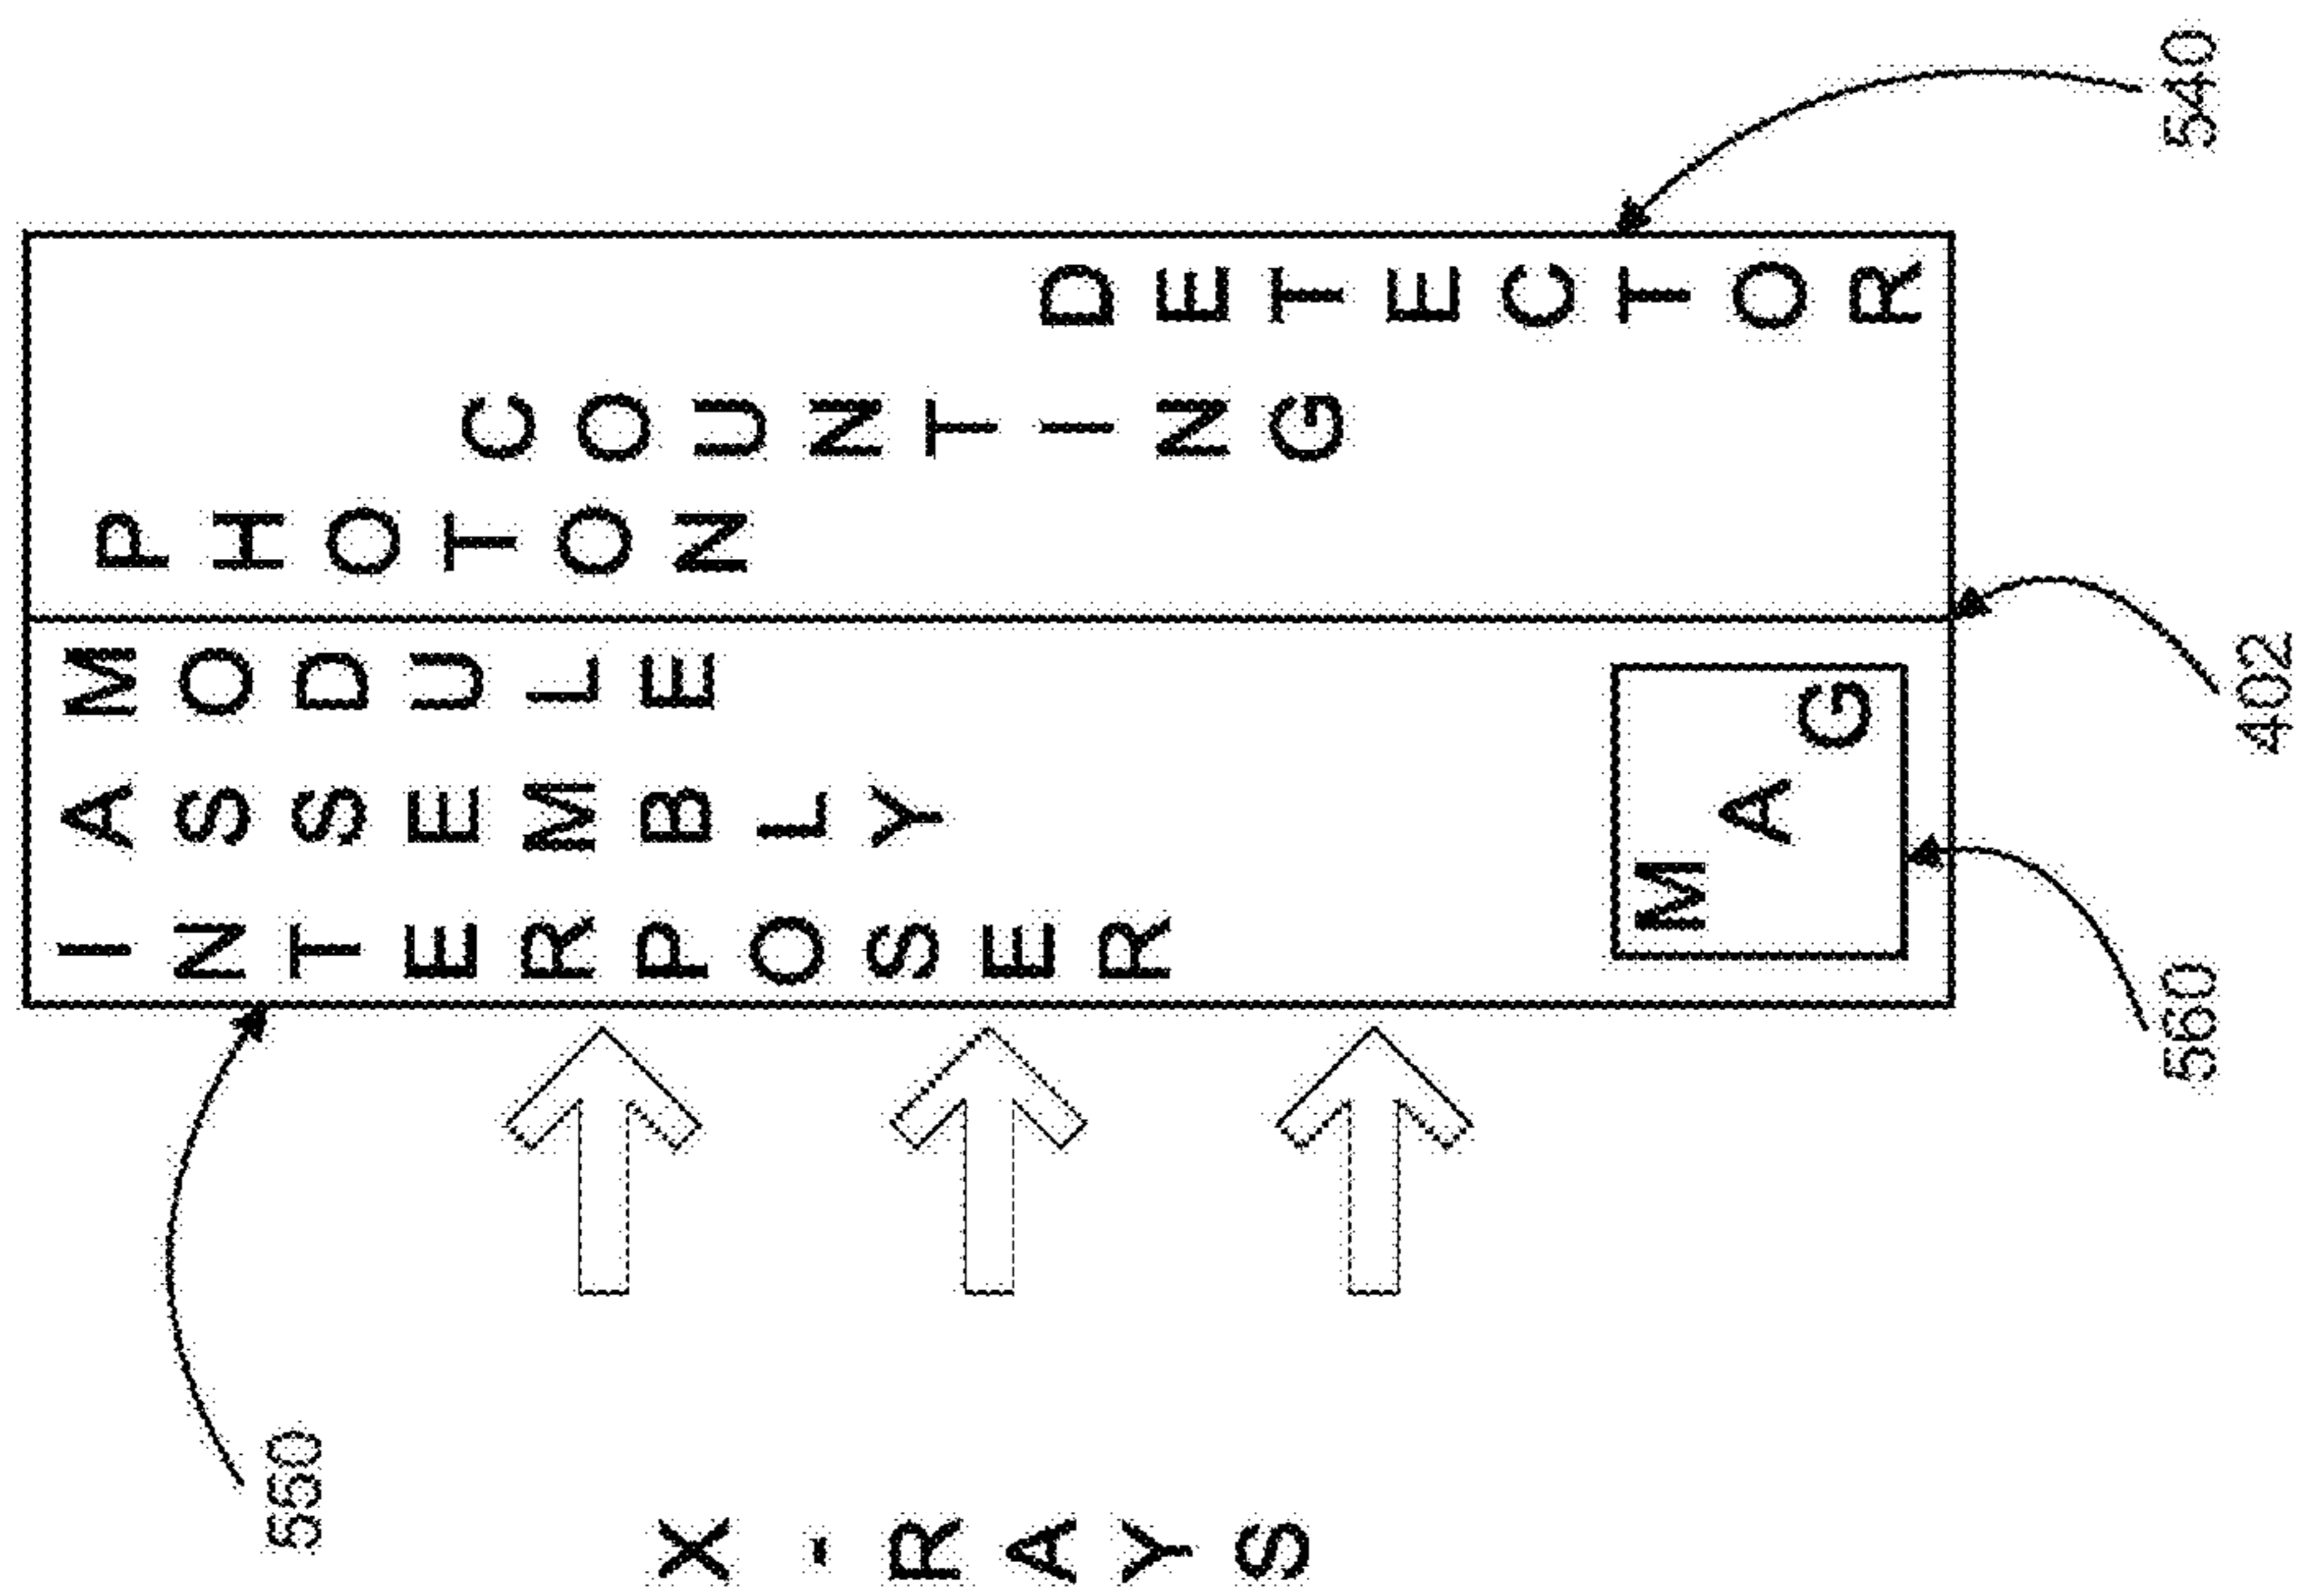 540
PHOTON
COUNTING
DETECTOR
402
INTERPOSER
ASSEMBLY
MODULE
MAG
560
550
X-RAYS